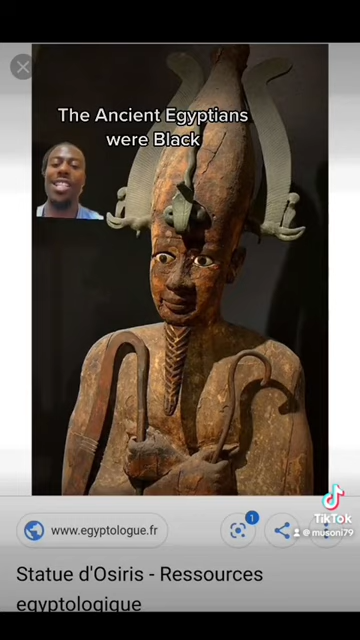 The Ancient Egyptians
were Black
www.egyptologue.fr
1
TikTok
@musoni79
Statue d'Osiris - Ressources
egyptologique